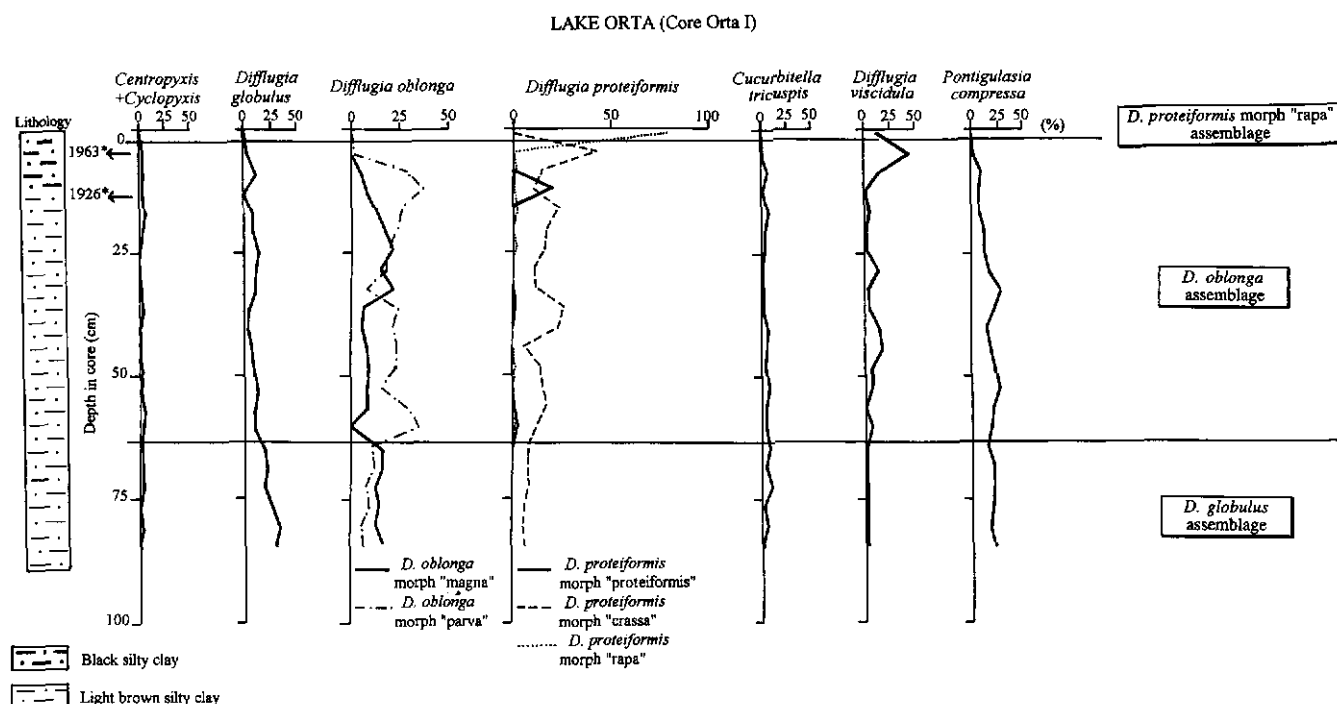 LAKE ORTA (Core Orta I)
Centropyxis
+Cyclopyxis
Difflugia
globulus
Difflugia oblonga
Difflugia proteiformis
Cucurbitella
tricuspis
Difflugia
viscidula
Pontigulasia
compressa
0 25 50
0 25 50
0 25 50
0 50 100
0 25 50
0 25 50
0 25 50
(%)
D. proteiformis morph "rapa"
assemblage
Lithology
0
1963*
1926*
25
50
75
100
Depth in core (cm)
D. oblonga
assemblage
D. globulus
assemblage
D. oblonga
morph "magna"
D. oblonga
morph "parva"
D. proteiformis
morph "proteiformis"
D. proteiformis
morph "crassa"
D. proteiformis
morph "rapa"
Black silty clay
Light brown silty clay